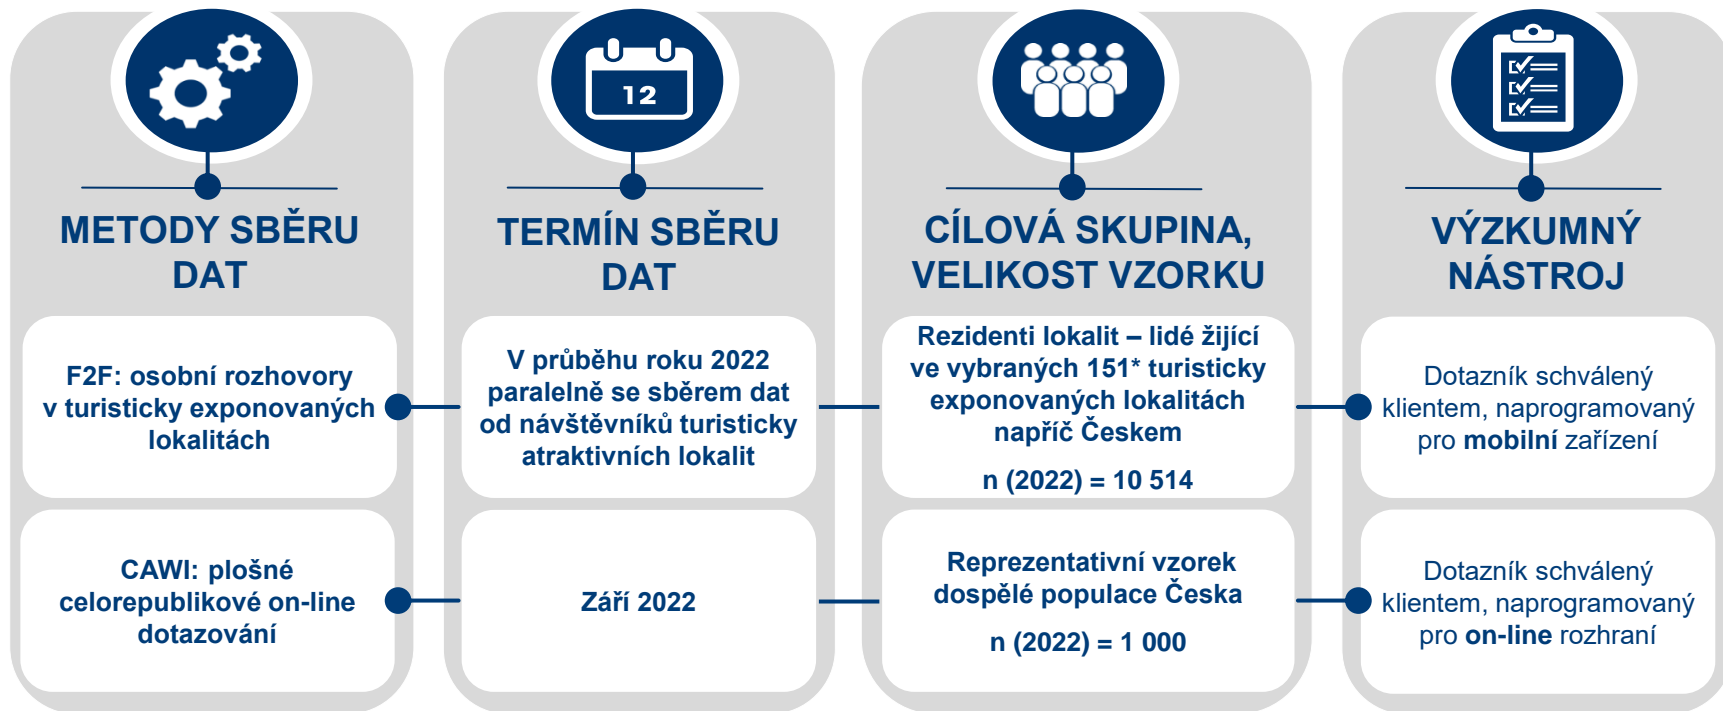 12
METODY SBĚRU
DAT
F2F: osobní rozhovory
v turisticky exponovaných
lokalitách
CAWI: plošné
celorepublikové on-line
dotazování
TERMÍN SBĚRU
DAT
V průběhu roku 2022
paralelně se sběrem dat
od návštěvníků turisticky
atraktivních lokalit
Září 2022
CÍLOVÁ SKUPINA,
VELIKOST VZORKU
Rezidenti lokalit – lidé žijící
ve vybraných 151* turisticky
exponovaných lokalitách
napříč Českem
n (2022) = 10 514
Reprezentativní vzorek
dospělé populace Česka
n (2022) = 1 000
VÝZKUMNÝ
NÁSTROJ
Dotazník schválený
klientem, naprogramovaný
pro mobilní zařízení
Dotazník schválený
klientem, naprogramovaný
pro on-line rozhraní